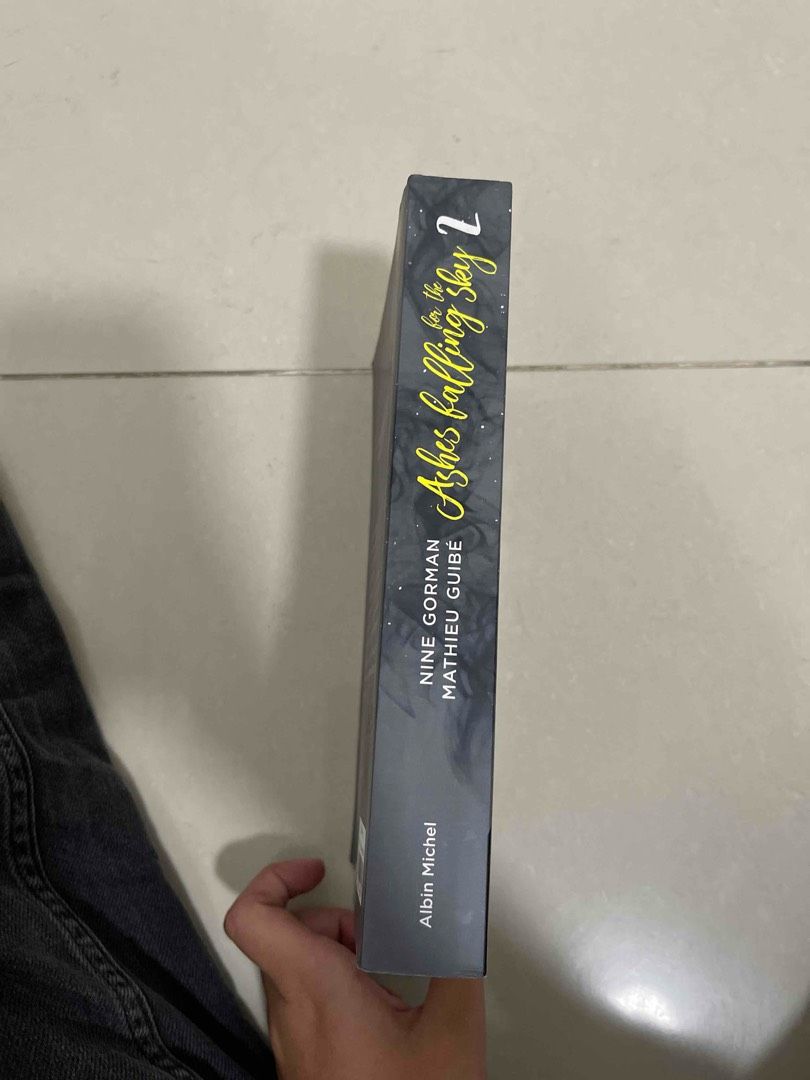 NINE GORMAN
MATHIEU GUIBÉ
Ashes falling
for the
sky
2
Albin Michel